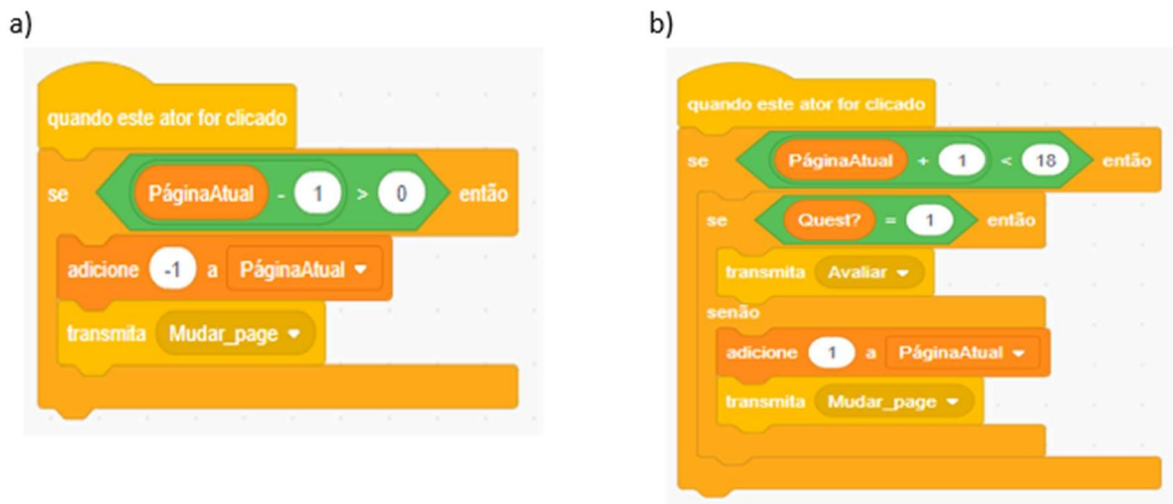 a)
quando este ator for clicado
se PáginaAtual - 1 > 0 então
adicione -1 a PáginaAtual
transmita Mudar_page
b)
quando este ator for clicado
se PáginaAtual + 1 < 18 então
se Quest? = 1 então
transmita Avaliar
senão
adicione 1 a PáginaAtual
transmita Mudar_page